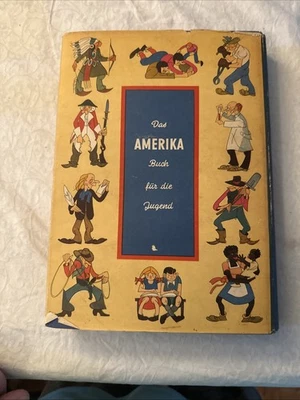 Das
AMERIKA
Buch
für die
Jugend